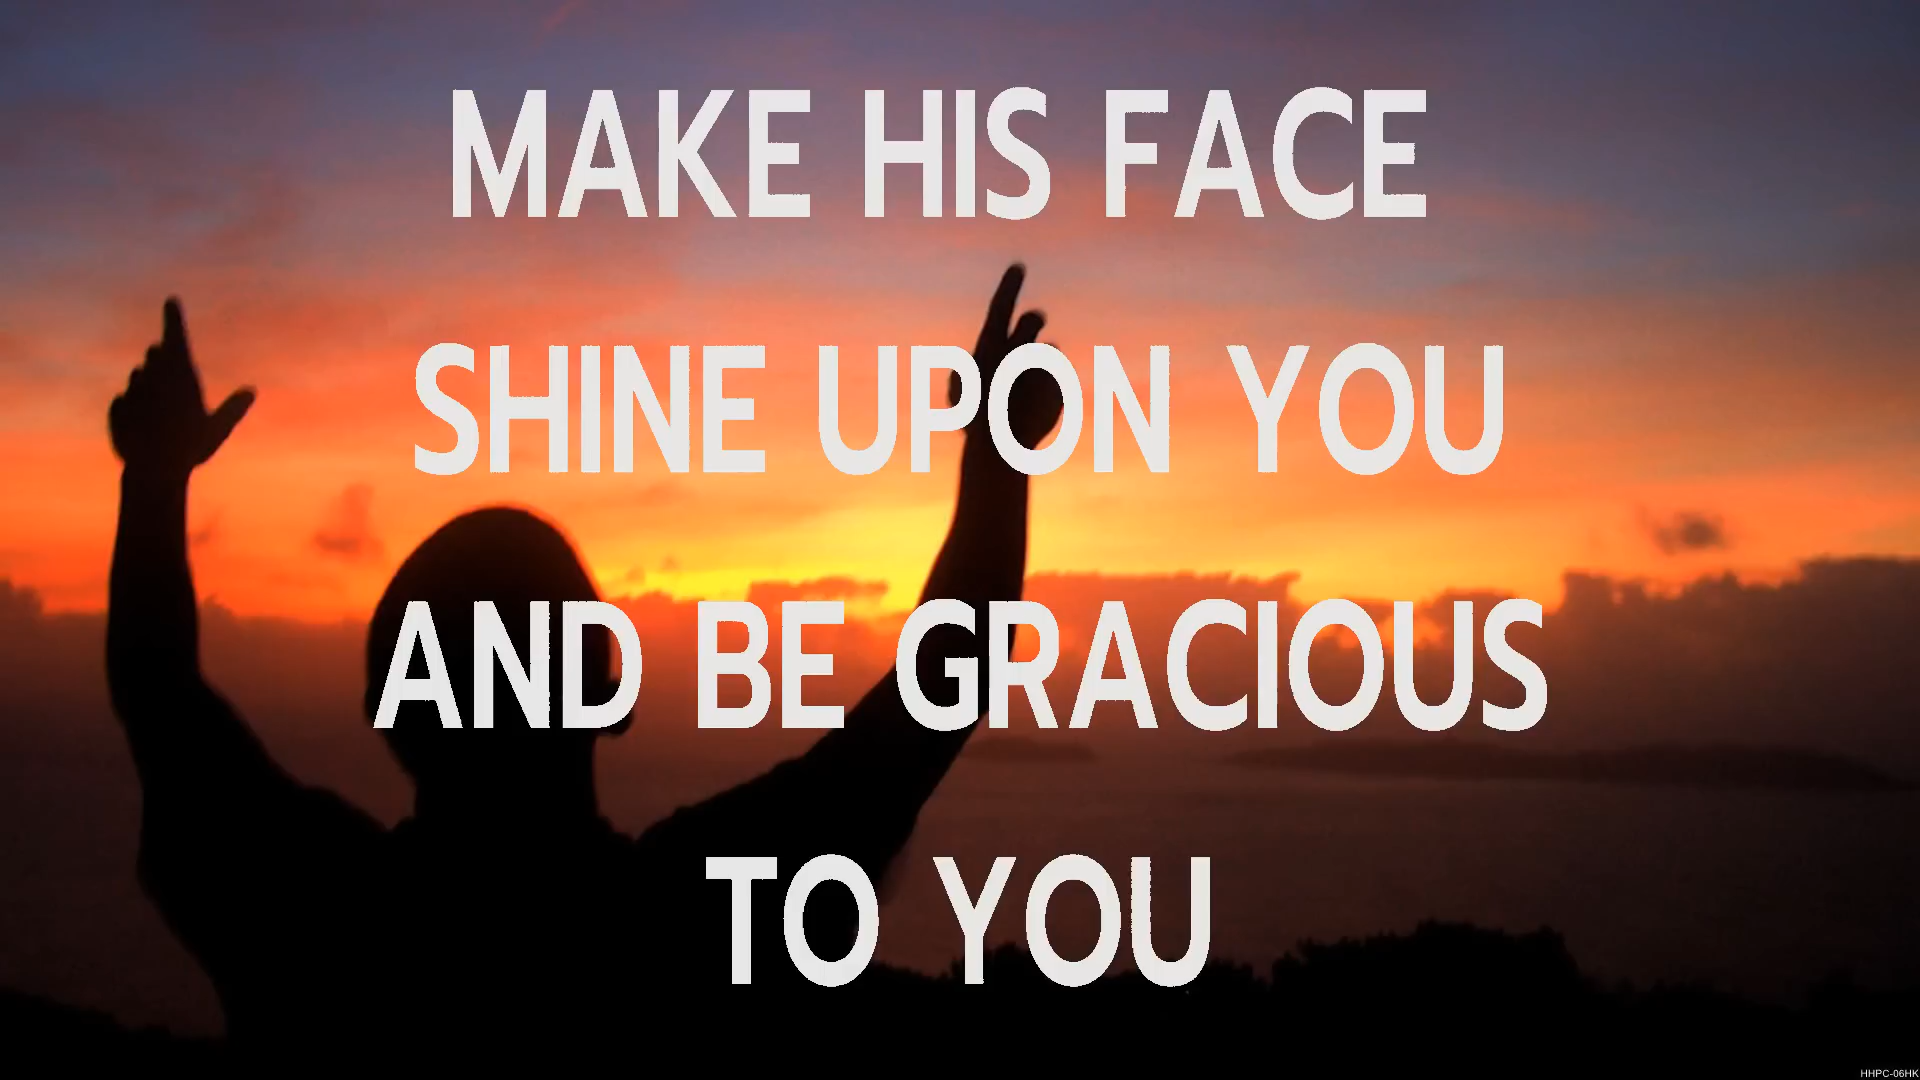 MAKE HIS FACE
SHINE UPON YOU
AND BE GRACIOUS
TO YOU
HHPC-06HK